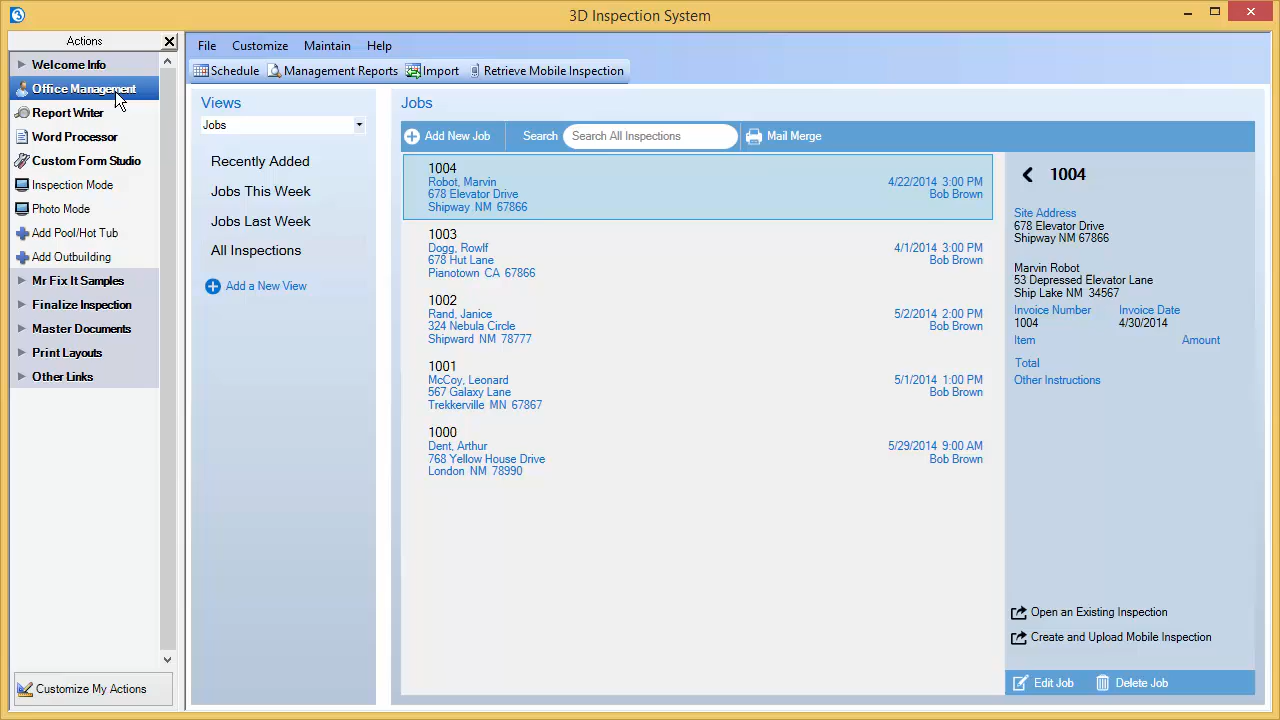 3D Inspection System
Actions
Welcome Info
Office Management
Report Writer
Word Processor
Custom Form Studio
Inspection Mode
Photo Mode
Add Pool/Hot Tub
Add Outbuilding
Mr Fix It Samples
Finalize Inspection
Master Documents
Print Layouts
Other Links
Customize My Actions
File Customize Maintain Help
Schedule Management Reports Import Retrieve Mobile Inspection
Views
Jobs
Recently Added
Jobs This Week
Jobs Last Week
All Inspections
Add a New View
Jobs
Add New Job Search Search All Inspections Mail Merge
1004
Robot, Marvin 4/22/2014 3:00 PM
678 Elevator Drive Bob Brown
Shipway NM 67866
1003
Dogg, Rowlf 4/1/2014 3:00 PM
678 Hut Lane Bob Brown
Pianotown CA 67866
1002
Rand, Janice 5/2/2014 2:00 PM
324 Nebula Circle Bob Brown
Shipward NM 78777
1001
McCoy, Leonard 5/1/2014 1:00 PM
567 Galaxy Lane Bob Brown
Trekkerville MN 67867
1000
Dent, Arthur 5/29/2014 9:00 AM
768 Yellow House Drive Bob Brown
London NM 78990
1004
Site Address
678 Elevator Drive
Shipway NM 67866
Marvin Robot
53 Depressed Elevator Lane
Ship Lake NM 34567
Invoice Number Invoice Date
1004 4/30/2014
Item Amount
Total
Other Instructions
Open an Existing Inspection
Create and Upload Mobile Inspection
Edit Job Delete Job